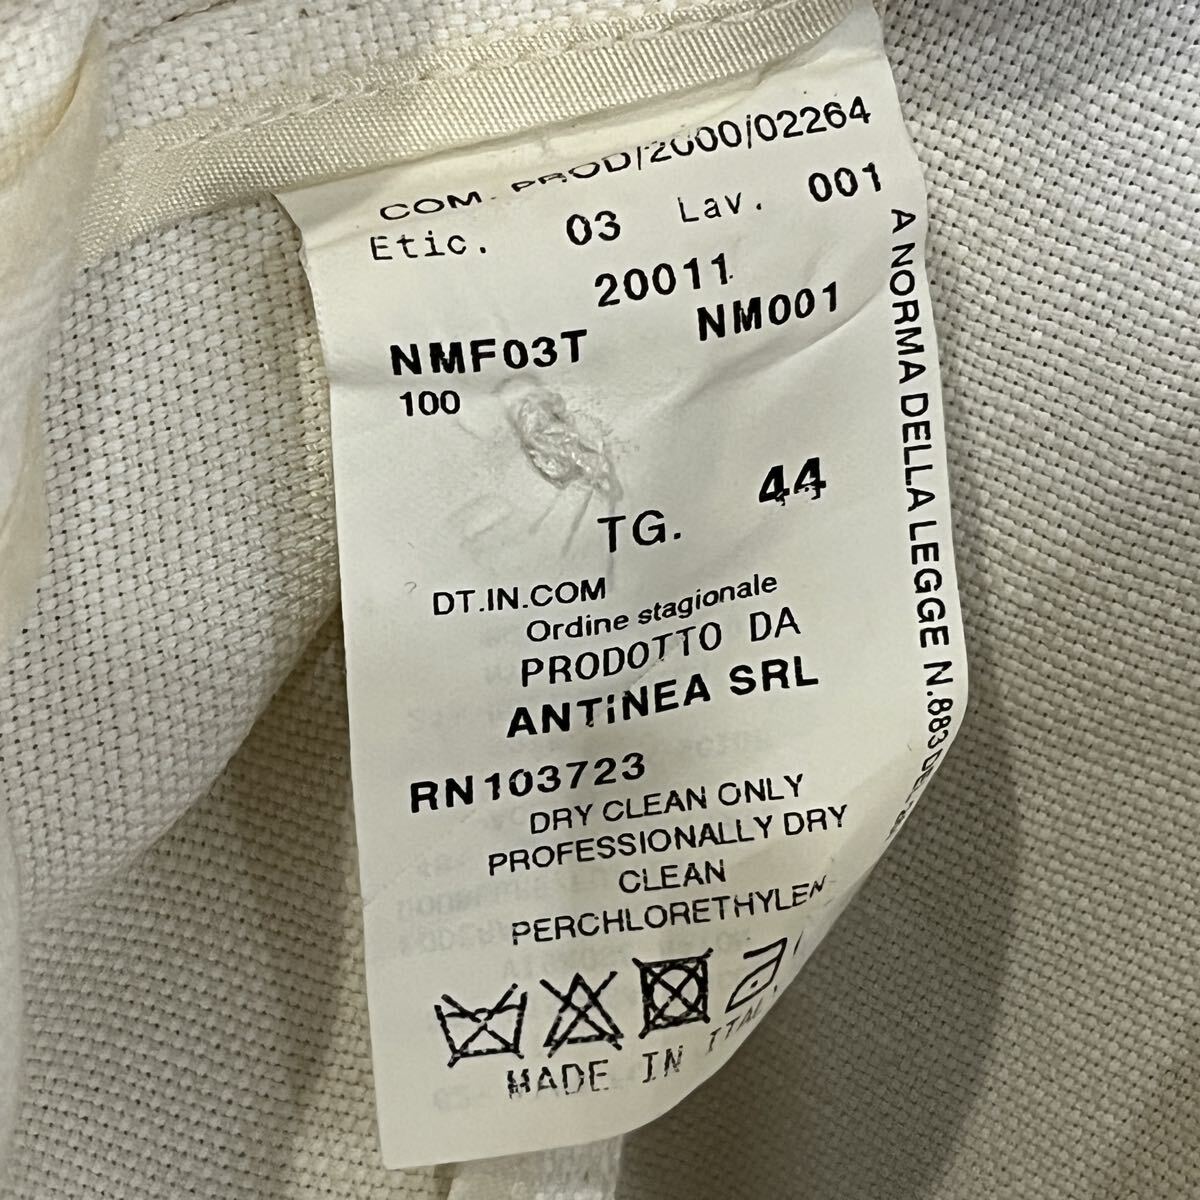 COM. PROD/2000/02264
Etic. 03 Lav. 001
20011
NMF03T NM001
100
TG. 44
DT.IN.COM
Ordine stagionale
PRODOTTO DA
ANTiNEA SRL
RN103723
DRY CLEAN ONLY
PROFESSIONALLY DRY
CLEAN
PERCHLORETHYLEN
MADE IN ITAL
A NORMA DELLA LEGGE N.883